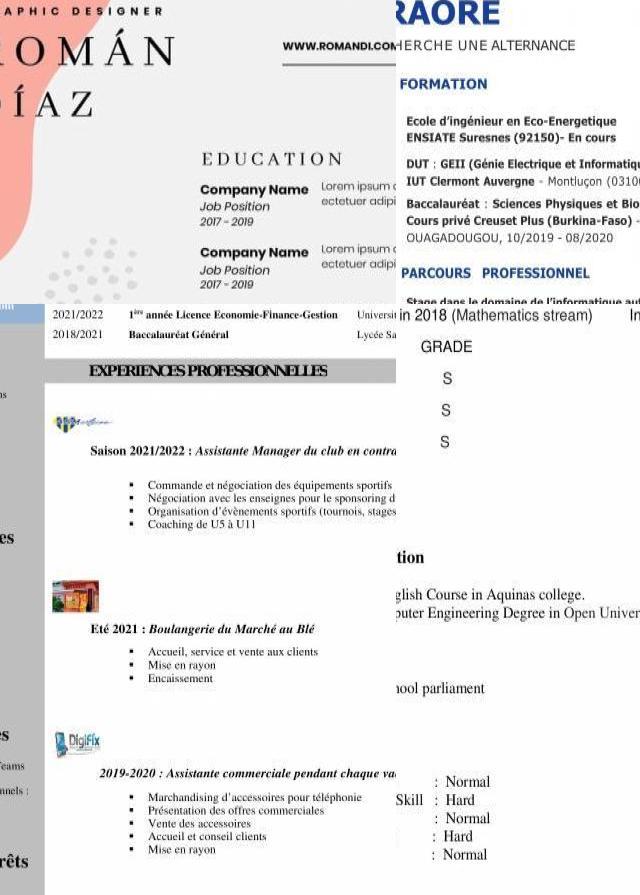 APHIC DESIGNER
ROMÁN
DÍAZ
WWW.ROMANDI.COM
EDUCATION
Company Name Lorem ipsum
Job Position ectetuer adipi
2017 - 2019
Company Name Lorem ipsum
Job Position ectetuer adipi
2017 - 2019
RAORE
HERCHE UNE ALTERNANCE
FORMATION
Ecole d'ingénieur en Eco-Energetique
ENSIATE Suresnes (92150)- En cours
DUT : GEII (Génie Electrique et Informatiqu
IUT Clermont Auvergne - Montluçon (0310
Baccalauréat : Sciences Physiques et Bio
Cours privé Creuset Plus (Burkina-Faso) -
OUAGADOUGOU, 10/2019 - 08/2020
PARCOURS PROFESSIONNEL
Stage dans le domaine de l'informatique aut
2021/2022 1ère année Licence Economie-Finance-Gestion Universit
2018/2021 Baccalauréat Général Lycée Sa
EXPERIENCES PROFESSIONNELLES
Saison 2021/2022 : Assistante Manager du club en contra
Commande et négociation des équipements sportifs
Négociation avec les enseignes pour le sponsoring d
Organisation d'évènements sportifs (tournois, stages
Coaching de U5 à U11
Eté 2021 : Boulangerie du Marché au Blé
Accueil, service et vente aux clients
Mise en rayon
Encaissement
DigiFix
2019-2020 : Assistante commerciale pendant chaque va
Marchandising d'accessoires pour téléphonie
Présentation des offres commerciales
Vente des accessoires
Accueil et conseil clients
Mise en rayon
es
s
Teams
nnels :
rêts
in 2018 (Mathematics stream) In
GRADE
S
S
S
tion
glish Course in Aquinas college.
puter Engineering Degree in Open Univer
hool parliament
: Normal
Skill : Hard
: Normal
: Hard
: Normal